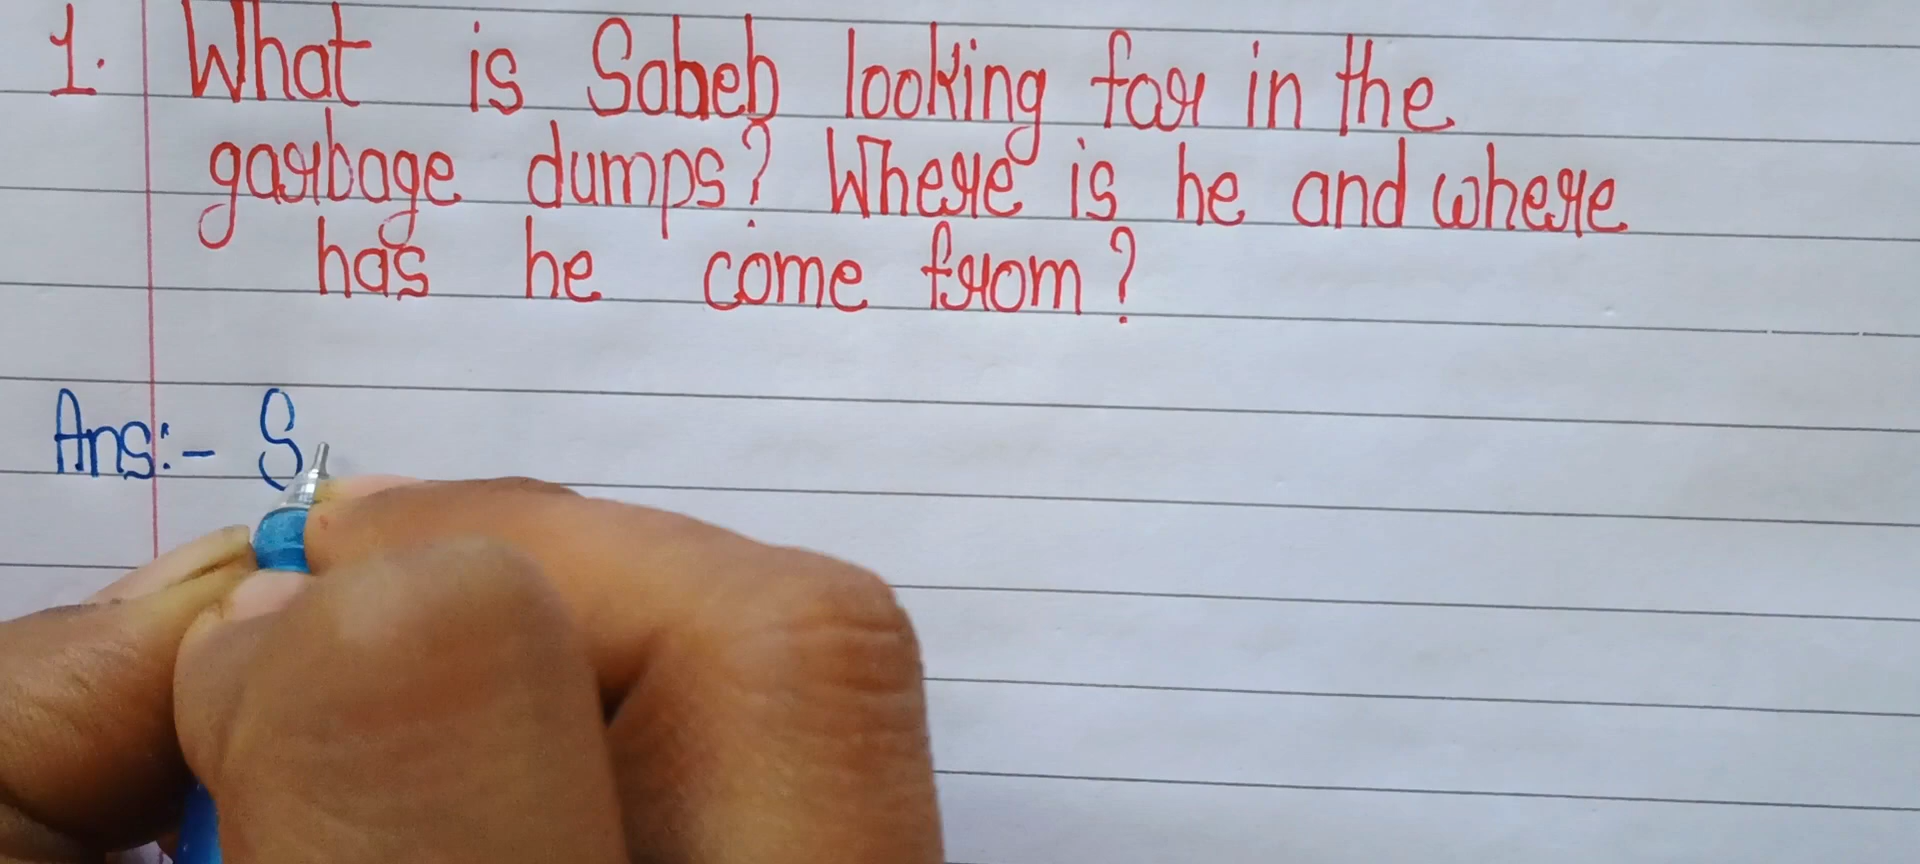 1. What is Sabeb looking for in the
garbage dumps? Where is he and where
has he come from?
Ans:- S